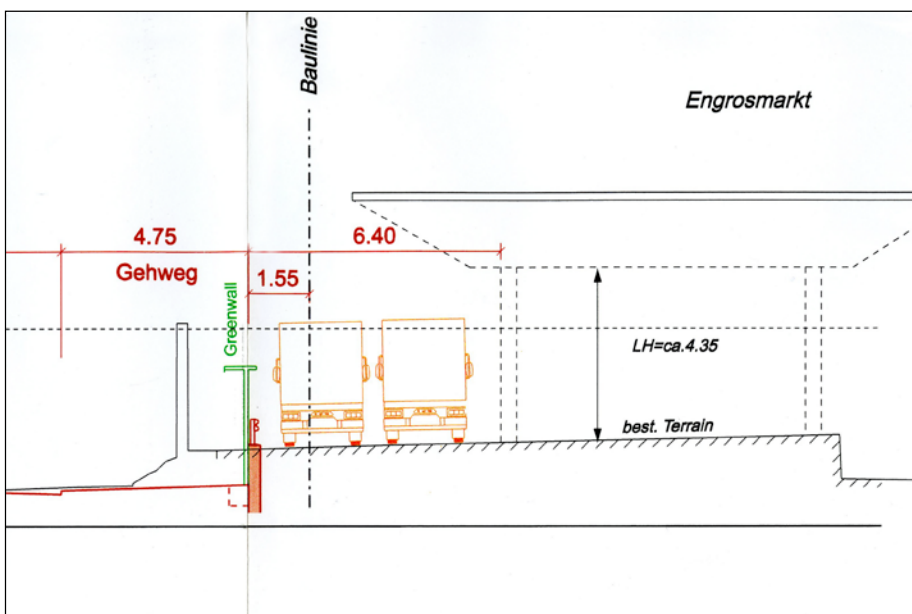 Baulinie
Engrosmarkt
4.75
6.40
Gehweg
1.55
Greenwall
LH=ca.4.35
best. Terrain